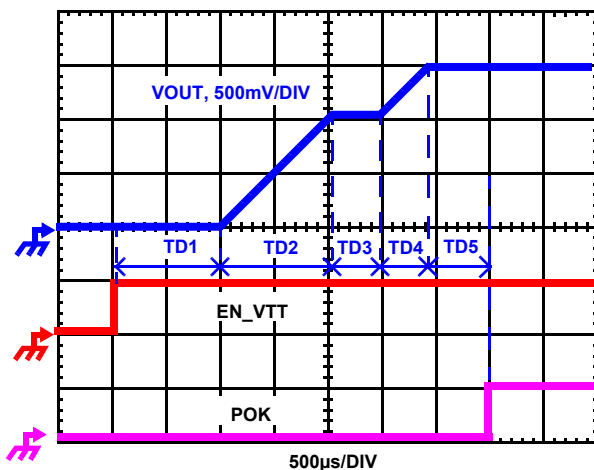 VOUT, 500mV/DIV
TD1 TD2 TD3 TD4 TD5
EN_VTT
POK
500µs/DIV